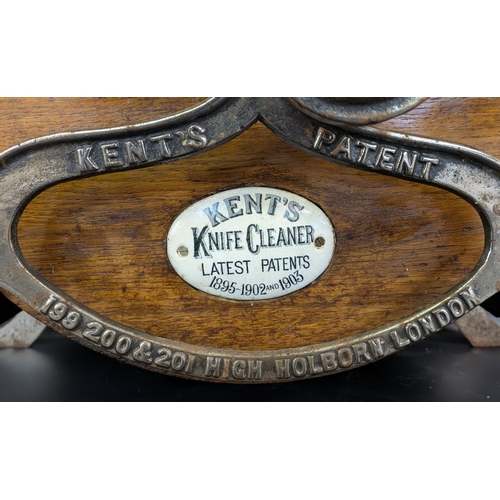 KENT'S PATENT
KENT'S
KNIFE CLEANER
LATEST PATENTS
1895-1902 AND 1903
199 200 & 201 HIGH HOLBORN LONDON